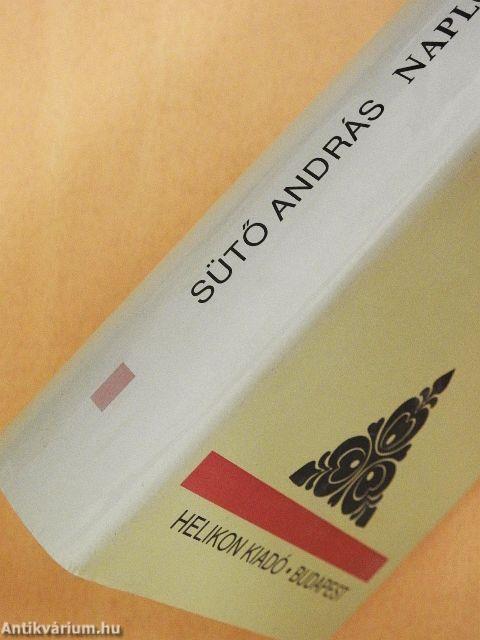 SÜTŐ ANDRÁS NAPL
HELIKON KIADÓ • BUDAPEST
Antikvárium.hu